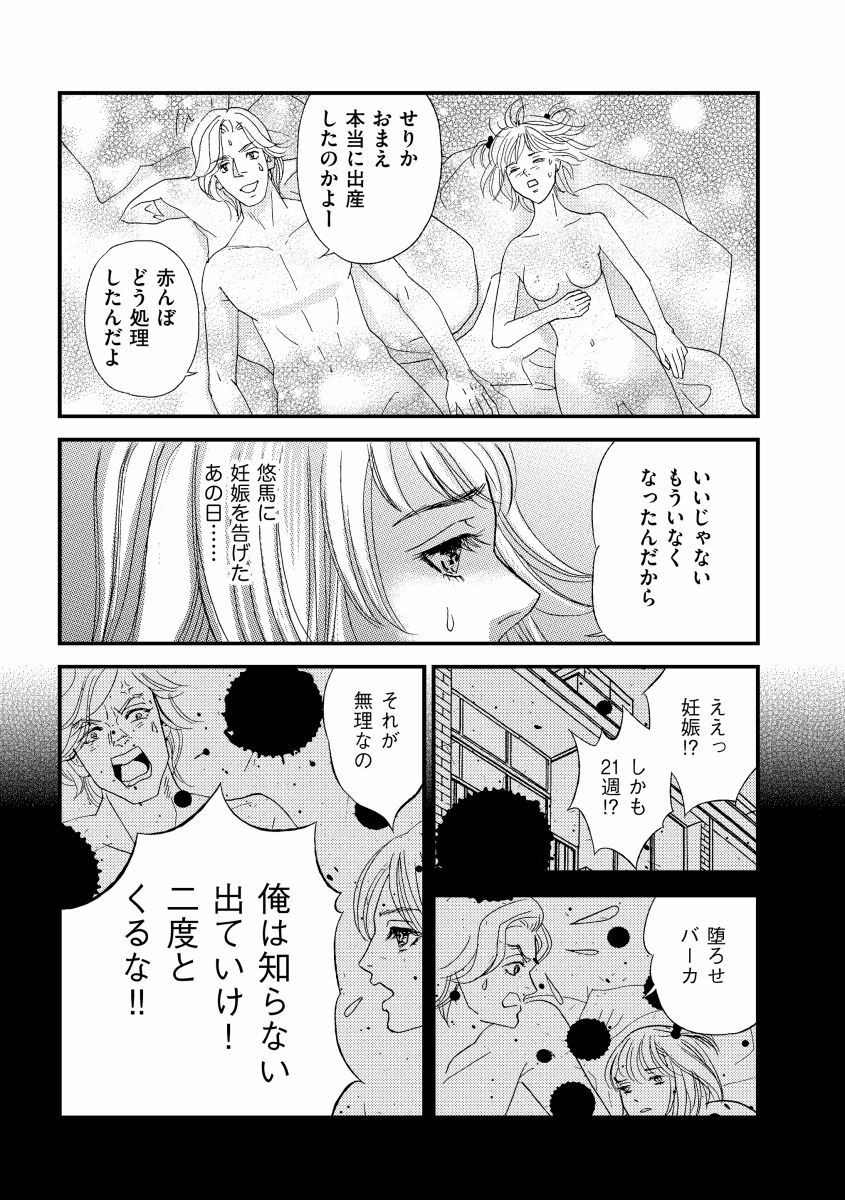 せりか
おまえ
本当に出産
したのかよー
赤んぼ
どう処理
したんだよ
いいじゃない
もういなく
なったんだから
悠馬に
妊娠を告げた
あの日……
ええっ
妊娠!?
しかも
21週!?
堕ろせ
バーカ
それが
無理なの
俺は知らない
出ていけ！
二度と
くるな!!